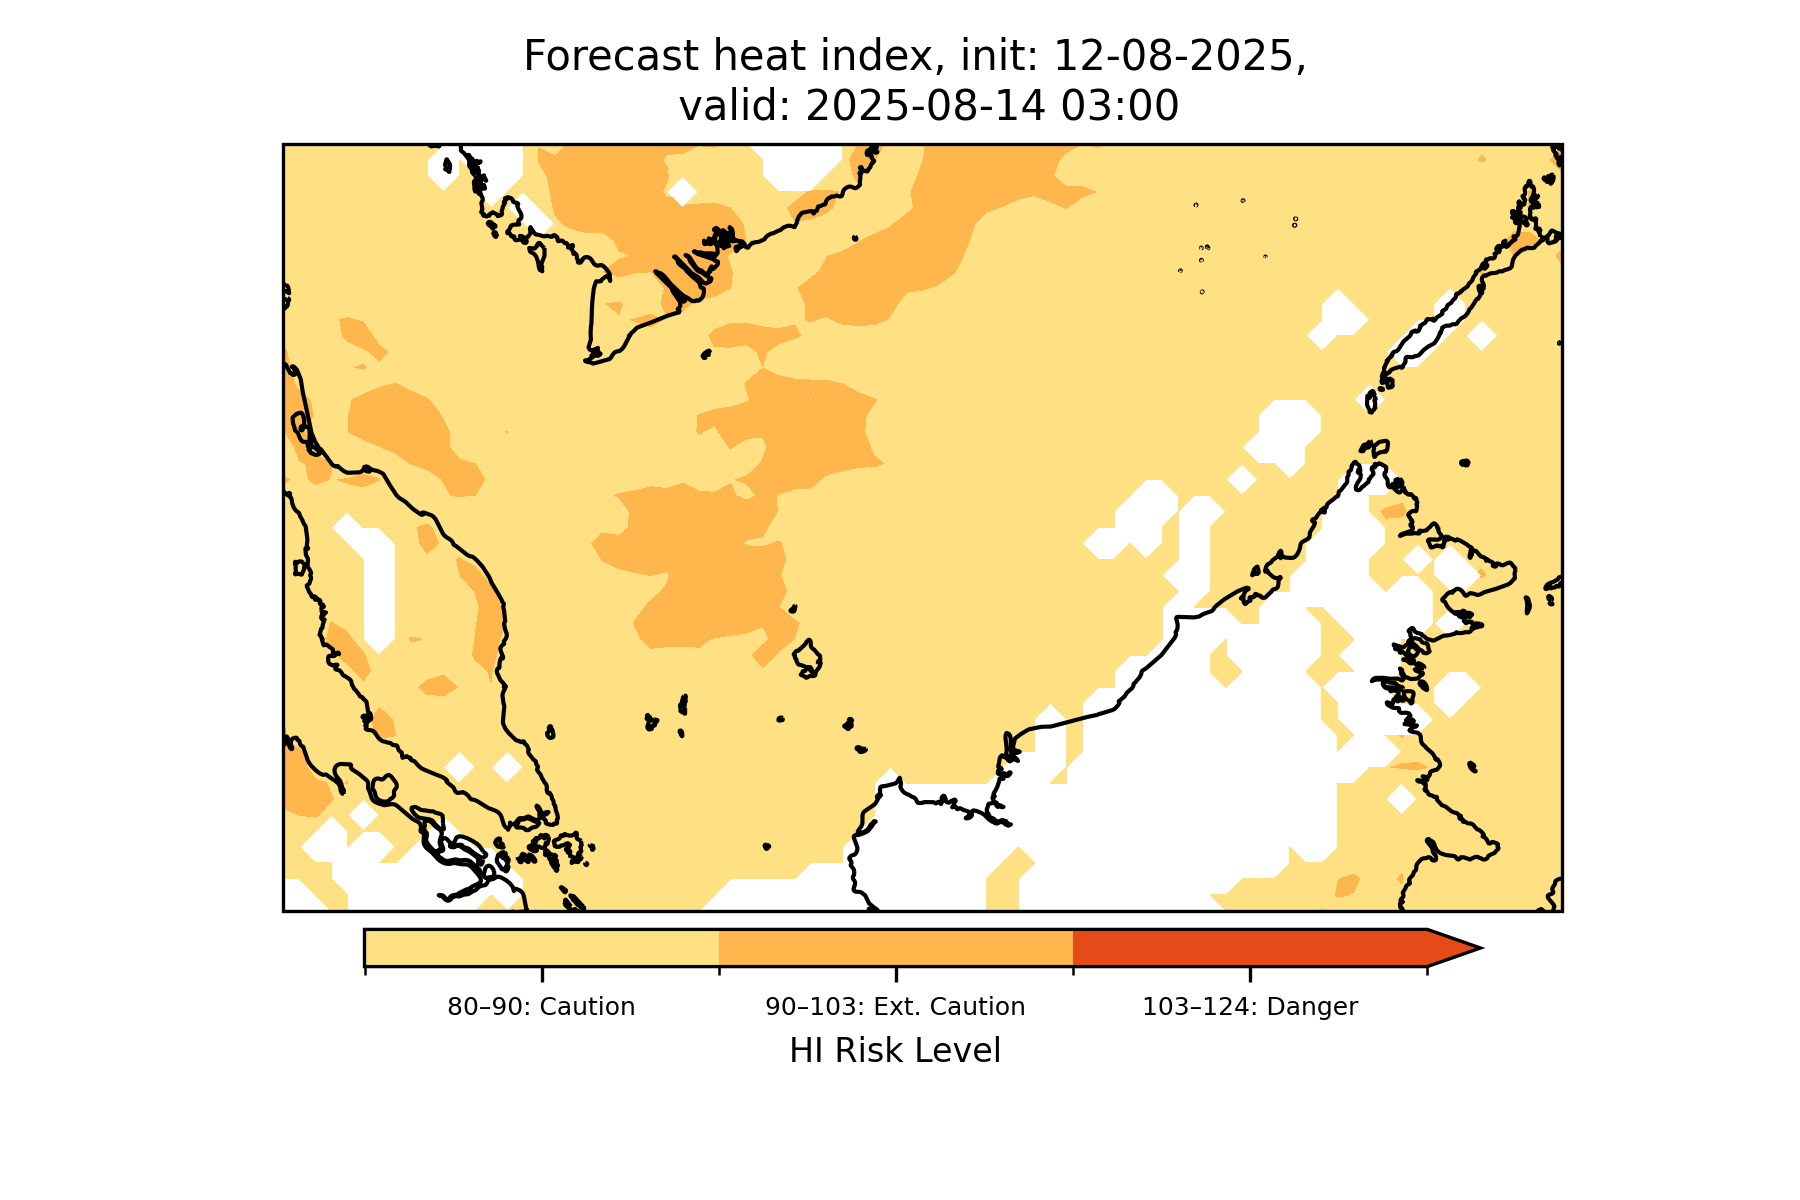 Forecast heat index, init: 12-08-2025,
valid: 2025-08-14 03:00
80–90: Caution
90–103: Ext. Caution
103–124: Danger
HI Risk Level